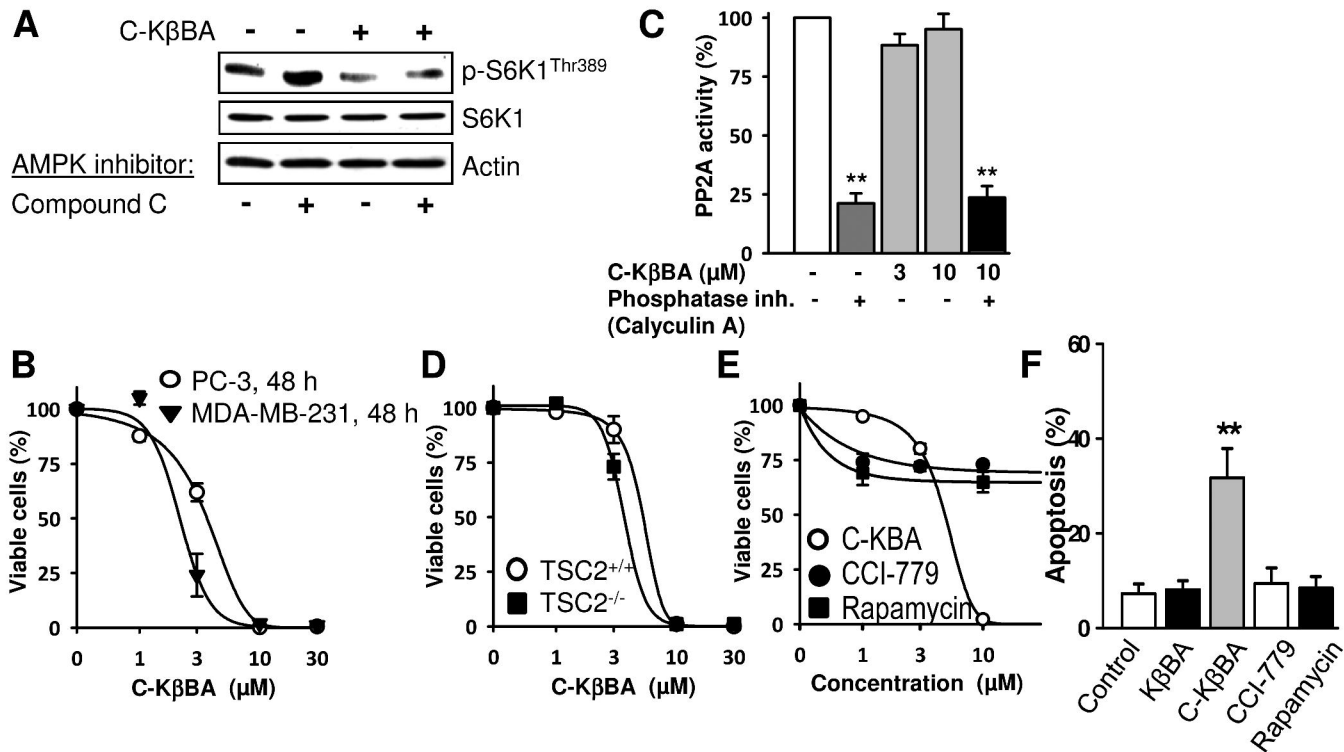 A
C-KβBA - - + +
p-S6K1Thr389
S6K1
AMPK inhibitor:
Actin
Compound C - + - +
C
PP2A activity (%)
100
75
50
25
0
** **
C-KβBA (µM) - - 3 10 10
Phosphatase inh. - + - - +
(Calyculin A)
B
Viable cells (%)
100
75
50
25
0
PC-3, 48 h
MDA-MB-231, 48 h
0 1 3 10 30
C-KβBA (µM)
D
Viable cells (%)
100
75
50
25
0
TSC2+/+
TSC2-/-
0 1 3 10 30
C-KβBA (µM)
E
Viable cells (%)
100
75
50
25
0
C-KBA
CCI-779
Rapamycin
0 1 3 10
Concentration (µM)
F
Apoptosis (%)
60
40
20
0
**
Control
KβBA
C-KβBA
CCI-779
Rapamycin